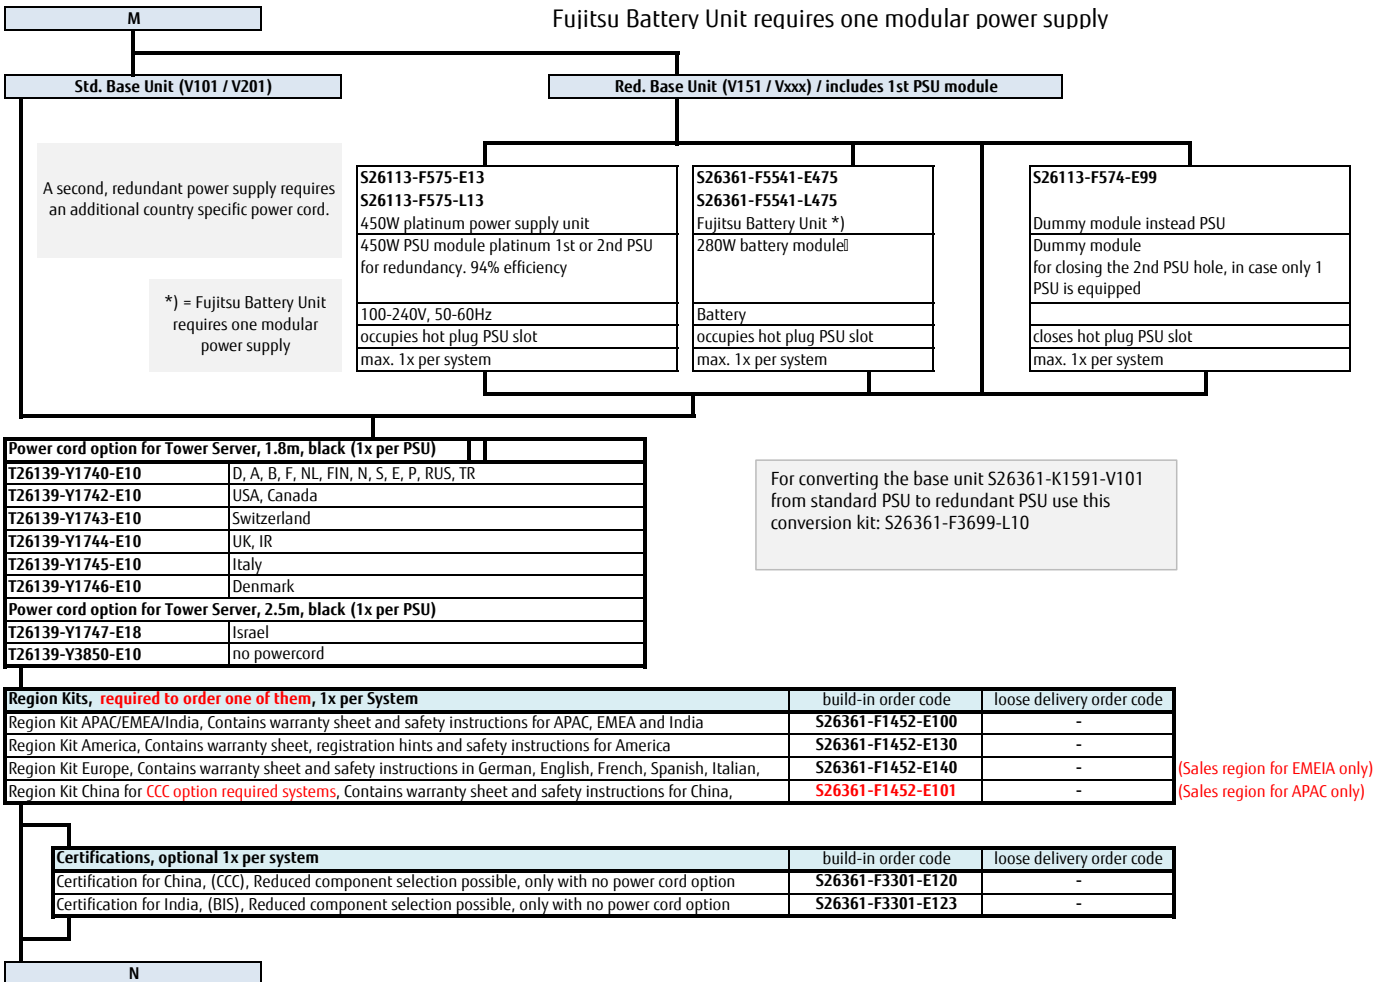 M
Fujitsu Battery Unit requires one modular power supply
Std. Base Unit (V101 / V201)
Red. Base Unit (V151 / Vxxx) / includes 1st PSU module
A second, redundant power supply requires
an additional country specific power cord.
*) = Fujitsu Battery Unit
requires one modular
power supply
S26113-F575-E13
S26113-F575-L13
450W platinum power supply unit
450W PSU module platinum 1st or 2nd PSU
for redundancy. 94% efficiency
100-240V, 50-60Hz
occupies hot plug PSU slot
max. 1x per system
S26361-F5541-E475
S26361-F5541-L475
Fujitsu Battery Unit *)
280W battery module
Battery
occupies hot plug PSU slot
max. 1x per system
S26113-F574-E99
Dummy module instead PSU
Dummy module
for closing the 2nd PSU hole, in case only 1
PSU is equipped
closes hot plug PSU slot
max. 1x per system
Power cord option for Tower Server, 1.8m, black (1x per PSU)
T26139-Y1740-E10 D, A, B, F, NL, FIN, N, S, E, P, RUS, TR
T26139-Y1742-E10 USA, Canada
T26139-Y1743-E10 Switzerland
T26139-Y1744-E10 UK, IR
T26139-Y1745-E10 Italy
T26139-Y1746-E10 Denmark
Power cord option for Tower Server, 2.5m, black (1x per PSU)
T26139-Y1747-E18 Israel
T26139-Y3850-E10 no powercord
For converting the base unit S26361-K1591-V101
from standard PSU to redundant PSU use this
conversion kit: S26361-F3699-L10
Region Kits, required to order one of them, 1x per System build-in order code loose delivery order code
Region Kit APAC/EMEA/India, Contains warranty sheet and safety instructions for APAC, EMEA and India S26361-F1452-E100 -
Region Kit America, Contains warranty sheet, registration hints and safety instructions for America S26361-F1452-E130 -
Region Kit Europe, Contains warranty sheet and safety instructions in German, English, French, Spanish, Italian, S26361-F1452-E140 - (Sales region for EMEIA only)
Region Kit China for CCC option required systems, Contains warranty sheet and safety instructions for China, S26361-F1452-E101 - (Sales region for APAC only)
Certifications, optional 1x per system build-in order code loose delivery order code
Certification for China, (CCC), Reduced component selection possible, only with no power cord option S26361-F3301-E120 -
Certification for India, (BIS), Reduced component selection possible, only with no power cord option S26361-F3301-E123 -
N